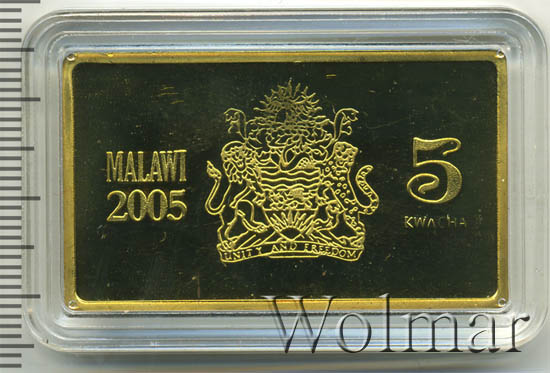 MALAWI
2005
5
KWACHA
UNITY AND FREEDOM
Wolmar